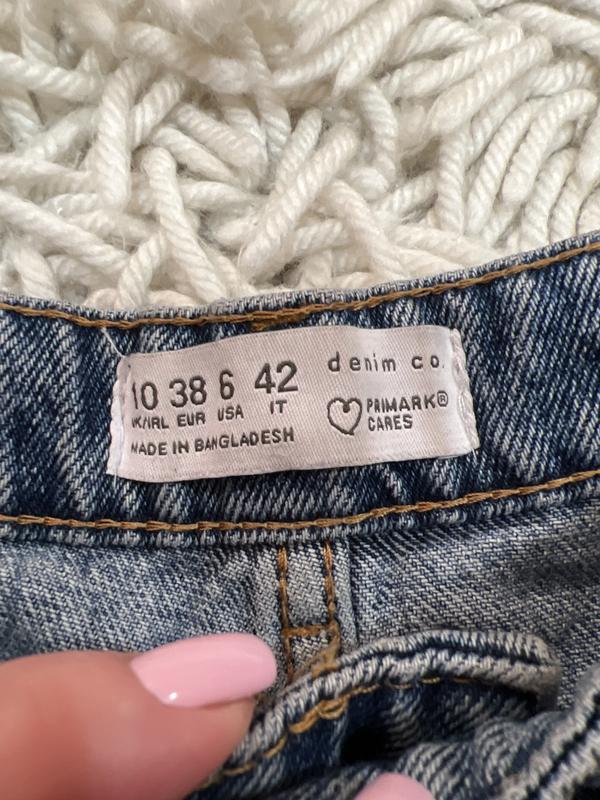 10 38 6 42
UK/IRL EUR USA IT
MADE IN BANGLADESH
denim co.
PRIMARK®
CARES